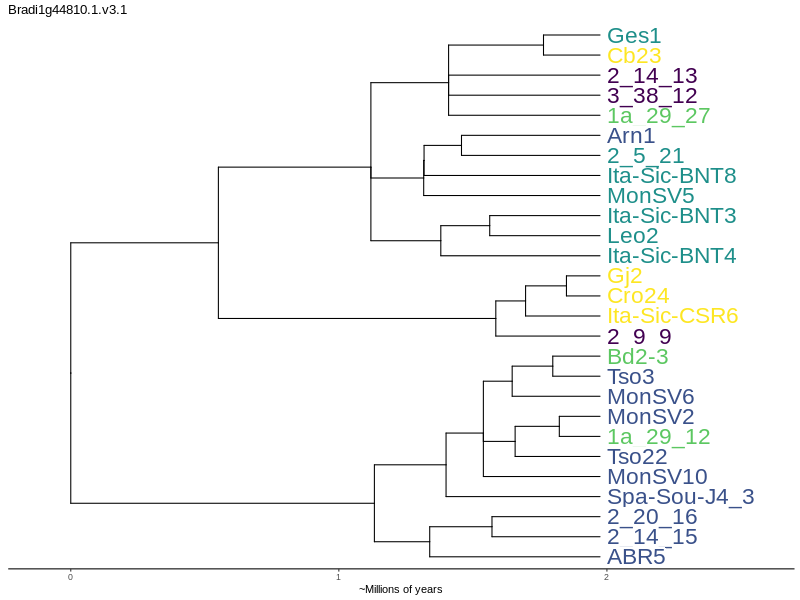 Bradi1g44810.1.v3.1
Ges1
Cb23
2_14_13
3_38_12
1a_29_27
Arn1
2_5_21
Ita-Sic-BNT8
MonSV5
Ita-Sic-BNT3
Leo2
Ita-Sic-BNT4
Gj2
Cro24
Ita-Sic-CSR6
2_9_9
Bd2-3
Tso3
MonSV6
MonSV2
1a_29_12
Tso22
MonSV10
Spa-Sou-J4_3
2_20_16
2_14_15
ABR5
0 1 2
~Millions of years